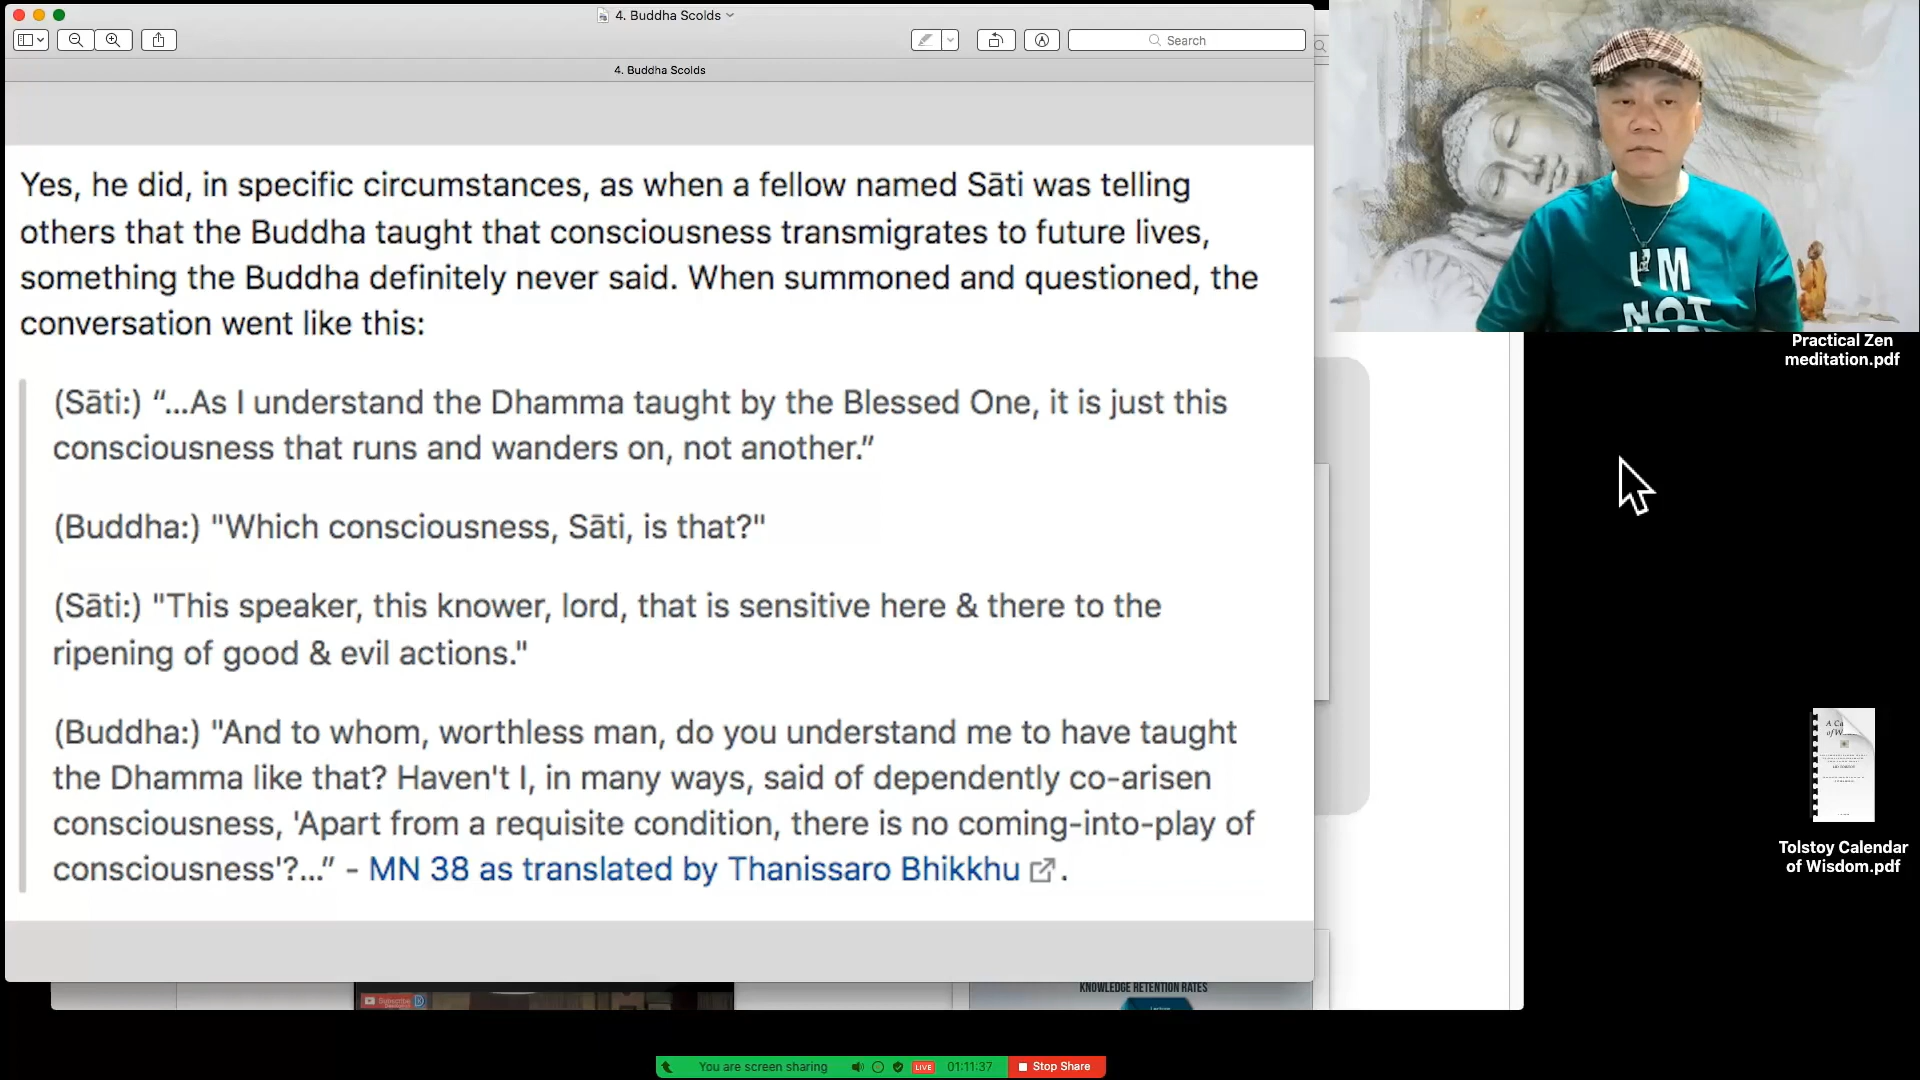 4. Buddha Scolds
Search
4. Buddha Scolds
Yes, he did, in specific circumstances, as when a fellow named Sāti was telling
others that the Buddha taught that consciousness transmigrates to future lives,
something the Buddha definitely never said. When summoned and questioned, the
conversation went like this:
(Sāti:) “...As I understand the Dhamma taught by the Blessed One, it is just this
consciousness that runs and wanders on, not another.”
(Buddha:) "Which consciousness, Sāti, is that?"
(Sāti:) "This speaker, this knower, lord, that is sensitive here & there to the
ripening of good & evil actions."
(Buddha:) "And to whom, worthless man, do you understand me to have taught
the Dhamma like that? Haven't I, in many ways, said of dependently co-arisen
consciousness, 'Apart from a requisite condition, there is no coming-into-play of
consciousness'?...” - MN 38 as translated by Thanissaro Bhikkhu.
I'M
NOT
Practical Zen
meditation.pdf
Tolstoy Calendar
of Wisdom.pdf
Subscribe
KNOWLEDGE RETENTION RATES
Lecture
You are screen sharing
LIVE
01:11:37
Stop Share